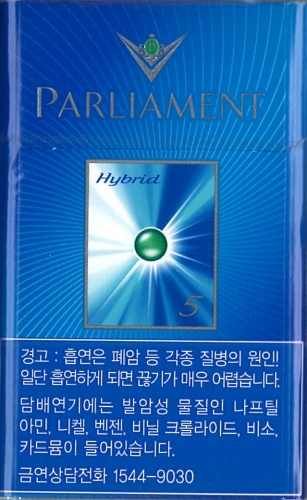 PARLIAMENT
Hybrid
5
경고 : 흡연은 폐암 등 각종 질병의 원인!
일단 흡연하게 되면 끊기가 매우 어렵습니다.
담배연기에는 발암성 물질인 나프틸
아민, 니켈, 벤젠, 비닐 크롤라이드, 비소,
카드뮴이 들어있습니다.
금연상담전화 1544-9030